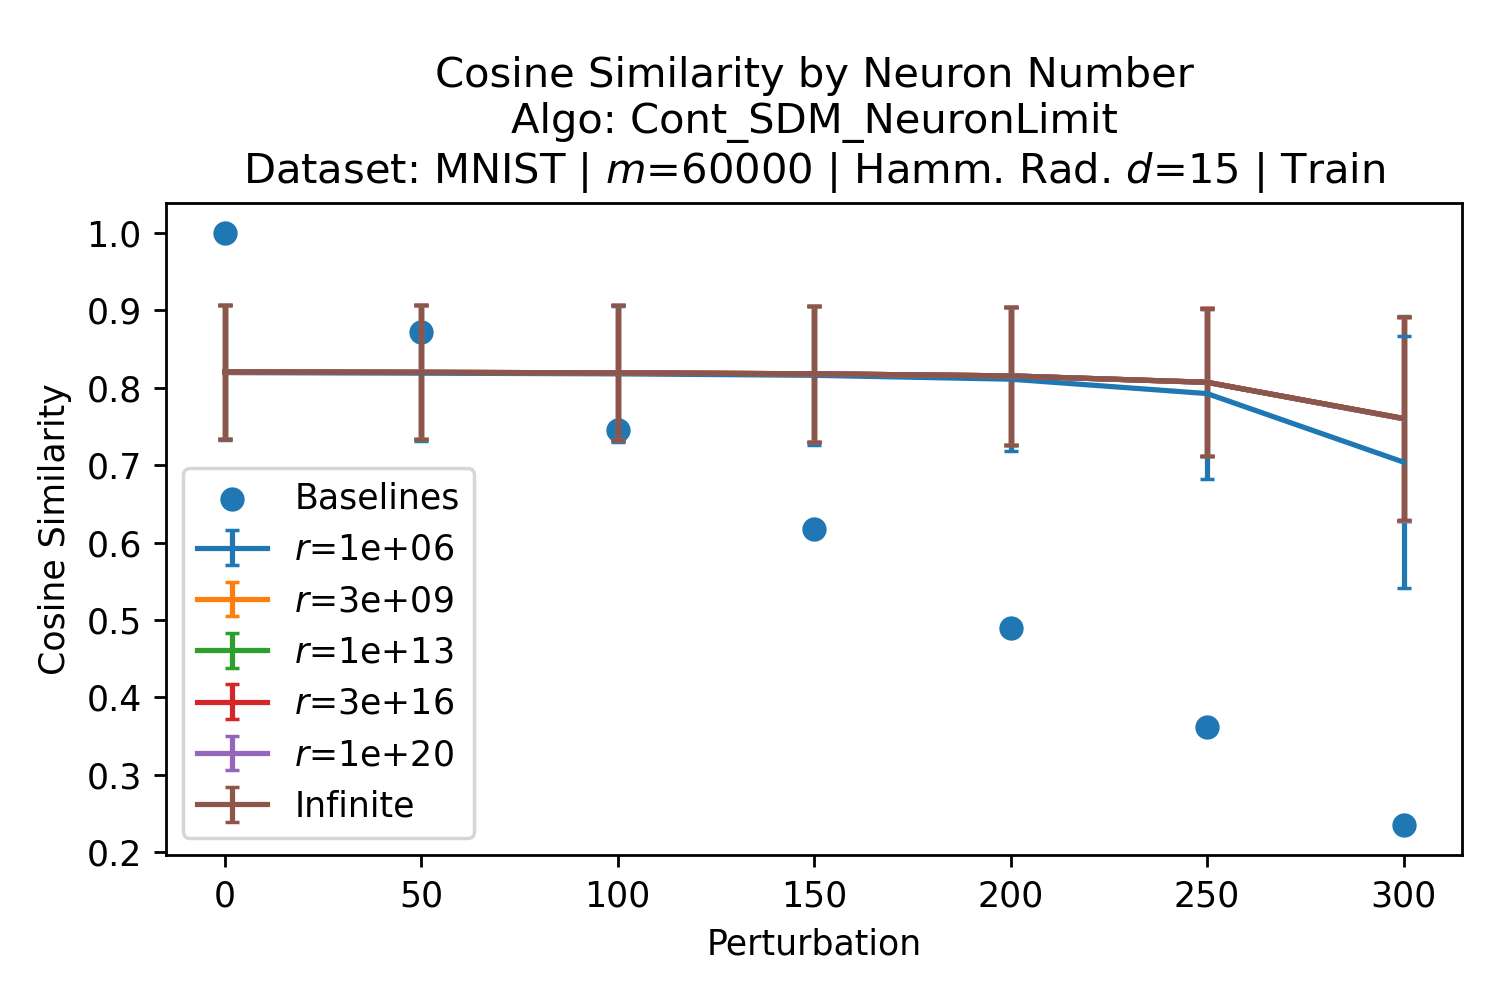 Cosine Similarity by Neuron Number
Algo: Cont_SDM_NeuronLimit
Dataset: MNIST | m=60000 | Hamm. Rad. d=15 | Train
Cosine Similarity
1.0
0.9
0.8
0.7
0.6
0.5
0.4
0.3
0.2
Baselines
r=1e+06
r=3e+09
r=1e+13
r=3e+16
r=1e+20
Infinite
0 50 100 150 200 250 300
Perturbation